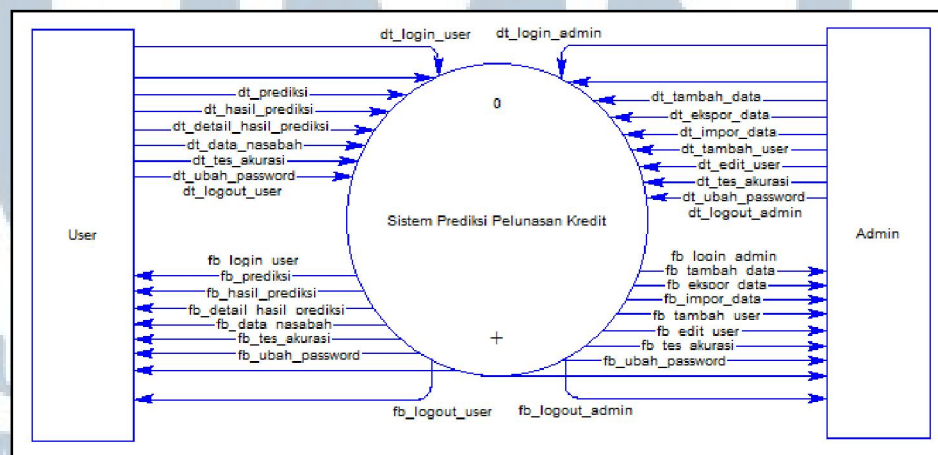 dt_login_user
dt_login_admin
dt_prediksi
dt_hasil_prediksi
dt_detail_hasil_prediksi
dt_data_nasabah
dt_tes_akurasi
dt_ubah_password
dt_logout_user
0
dt_tambah_data
dt_ekspor_data
dt_impor_data
dt_tambah_user
dt_edit_user
dt_tes_akurasi
dt_ubah_password
dt_logout_admin
User
Sistem Prediksi Pelunasan Kredit
Admin
fb_login_user
fb_prediksi
fb_hasil_prediksi
fb_detail_hasil_prediksi
fb_data_nasabah
fb_tes_akurasi
fb_ubah_password
fb_logout_user
+
fb_login_admin
fb_tambah_data
fb_ekspor_data
fb_impor_data
fb_tambah_user
fb_edit_user
fb_tes_akurasi
fb_ubah_password
fb_logout_admin